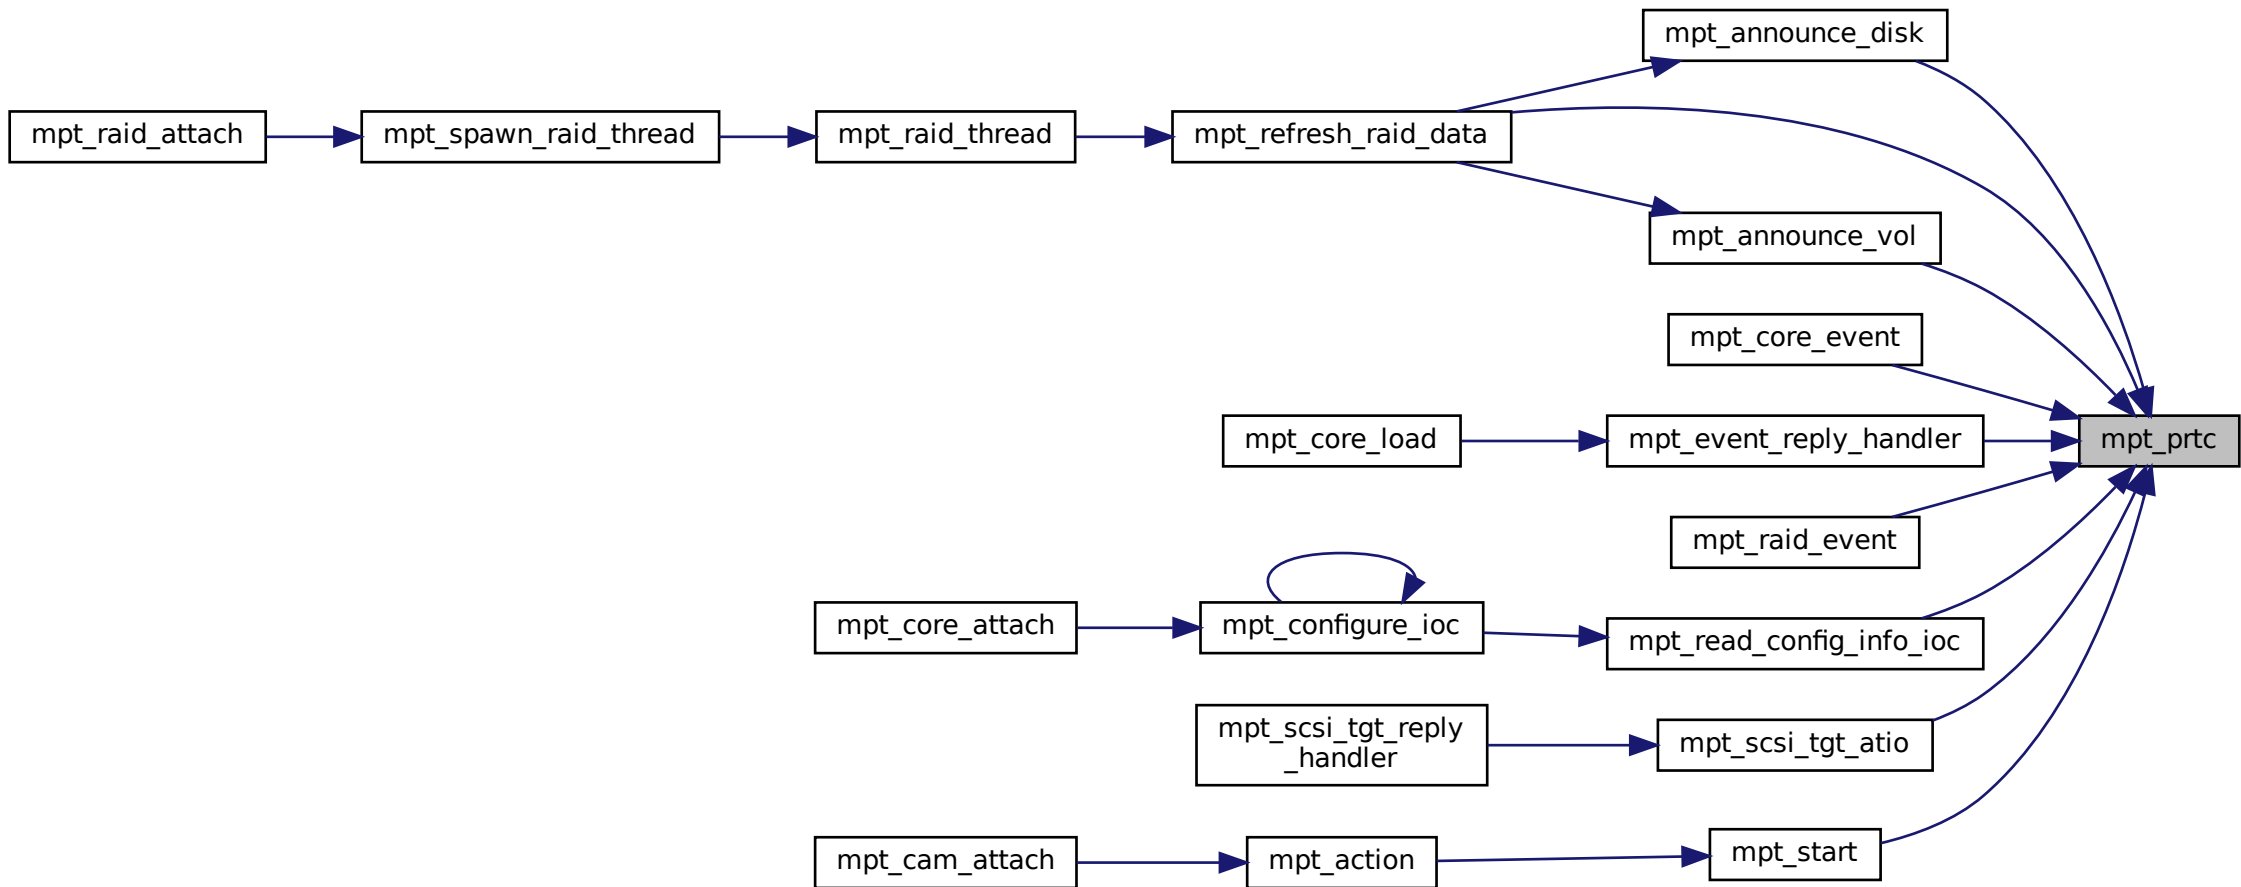 mpt_announce_disk
mpt_raid_attach
mpt_spawn_raid_thread
mpt_raid_thread
mpt_refresh_raid_data
mpt_announce_vol
mpt_core_event
mpt_core_load
mpt_event_reply_handler
mpt_prtc
mpt_raid_event
mpt_core_attach
mpt_configure_ioc
mpt_read_config_info_ioc
mpt_scsi_tgt_reply
_handler
mpt_scsi_tgt_atio
mpt_cam_attach
mpt_action
mpt_start